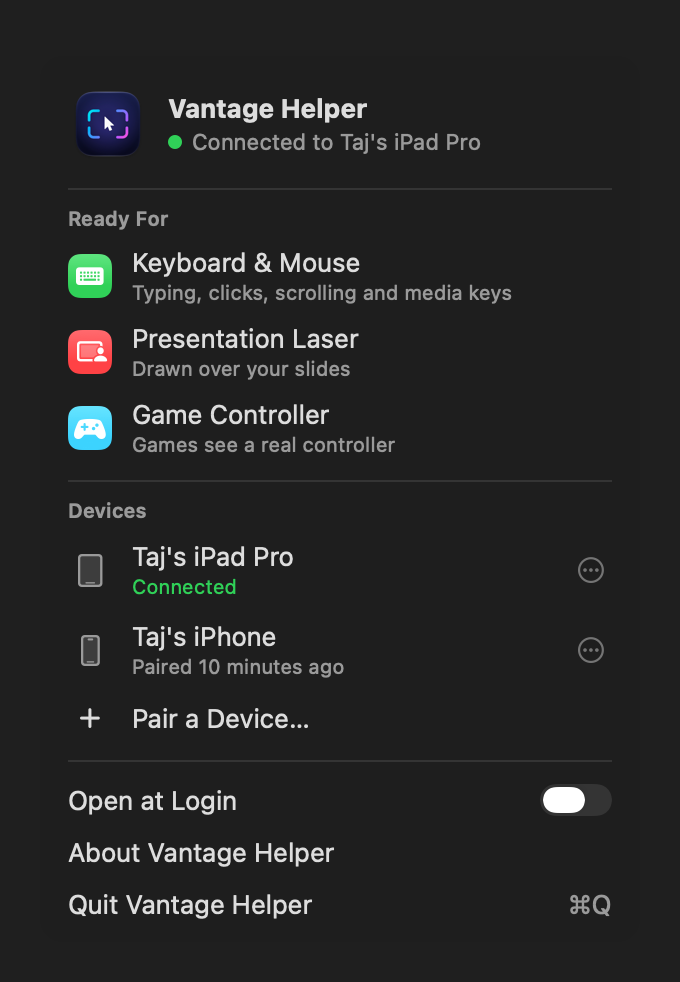 Vantage Helper
Connected to Taj's iPad Pro
Ready For
Keyboard & Mouse
Typing, clicks, scrolling and media keys
Presentation Laser
Drawn over your slides
Game Controller
Games see a real controller
Devices
Taj's iPad Pro
Connected
Taj's iPhone
Paired 10 minutes ago
Pair a Device...
Open at Login
About Vantage Helper
Quit Vantage Helper ⌘Q